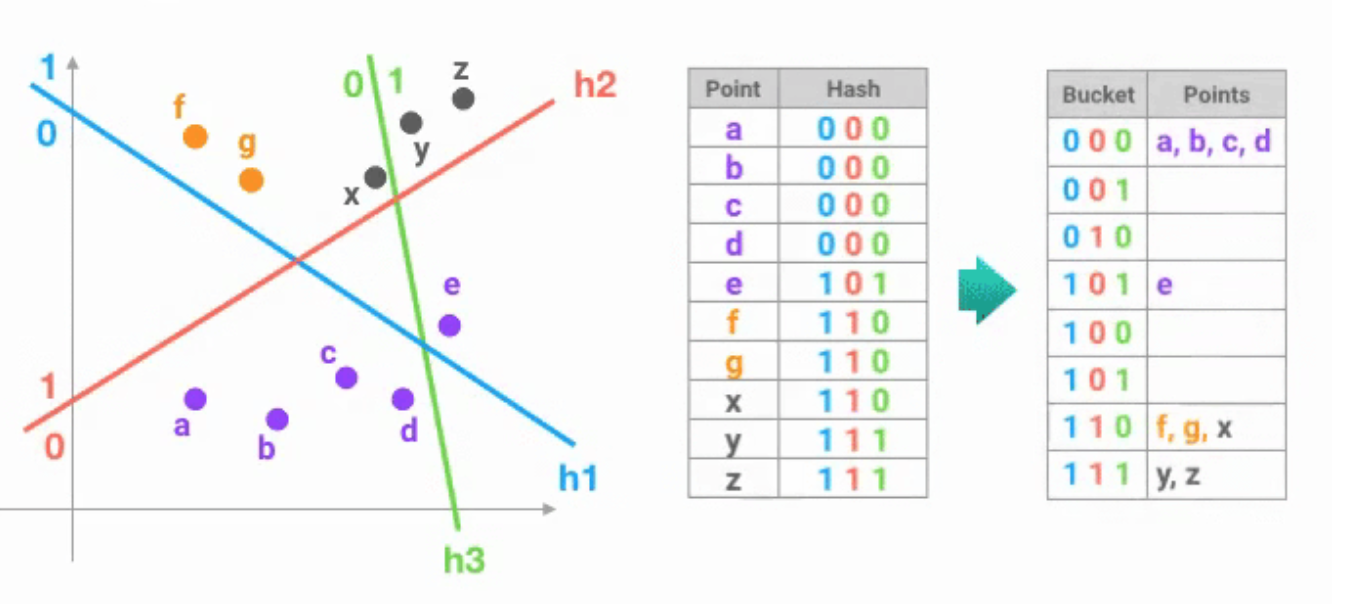 1
0
f
g
0 1
z
y
x
h2
e
c
1
0
a
b
d
h1
h3
Point Hash
a 0 0 0
b 0 0 0
c 0 0 0
d 0 0 0
e 1 0 1
f 1 1 0
g 1 1 0
x 1 1 0
y 1 1 1
z 1 1 1
Bucket Points
0 0 0 a, b, c, d
0 0 1
0 1 0
1 0 1 e
1 0 0
1 0 1
1 1 0 f, g, x
1 1 1 y, z